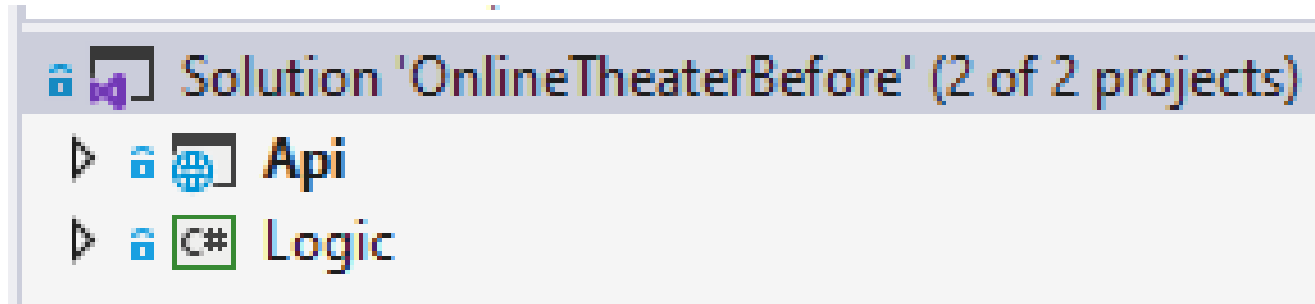 Solution 'OnlineTheaterBefore' (2 of 2 projects)
Api
C# Logic